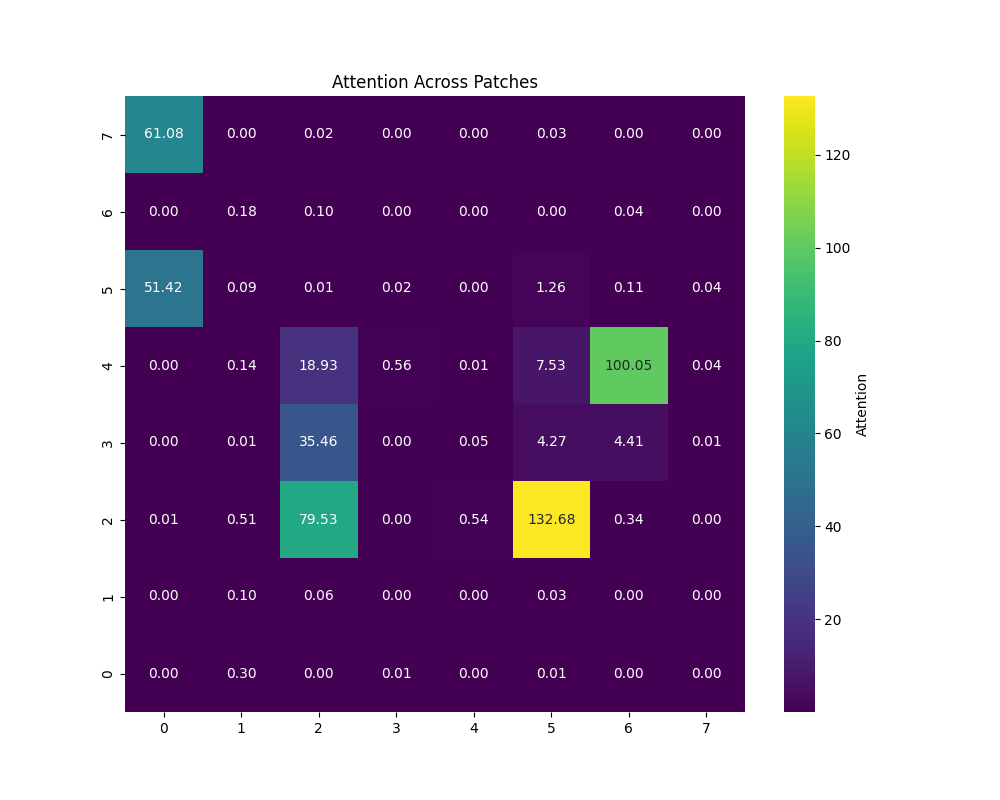 Attention Across Patches
7 61.08 0.00 0.02 0.00 0.00 0.03 0.00 0.00
6 0.00 0.18 0.10 0.00 0.00 0.00 0.04 0.00
5 51.42 0.09 0.01 0.02 0.00 1.26 0.11 0.04
4 0.00 0.14 18.93 0.56 0.01 7.53 100.05 0.04
3 0.00 0.01 35.46 0.00 0.05 4.27 4.41 0.01
2 0.01 0.51 79.53 0.00 0.54 132.68 0.34 0.00
1 0.00 0.10 0.06 0.00 0.00 0.03 0.00 0.00
0 0.00 0.30 0.00 0.01 0.00 0.01 0.00 0.00
0 1 2 3 4 5 6 7
120
100
80
60
40
20
Attention